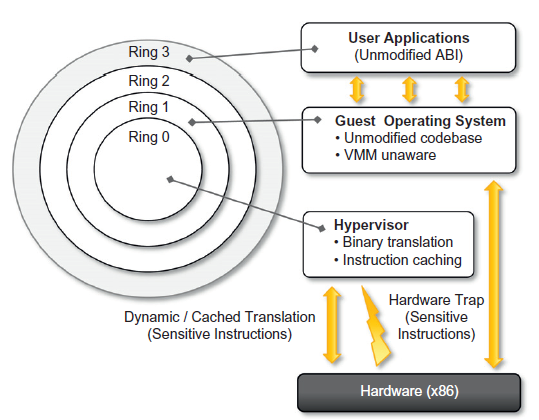 Ring 3
Ring 2
Ring 1
Ring 0
User Applications
(Unmodified ABI)
Guest Operating System
• Unmodified codebase
• VMM unaware
Hypervisor
• Binary translation
• Instruction caching
Dynamic / Cached Translation
(Sensitive Instructions)
Hardware Trap
(Sensitive
Instructions)
Hardware (x86)